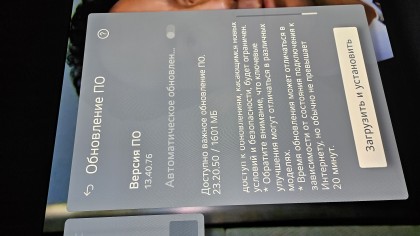 Обновление ПО
Версия ПО
13.40.76
Автоматическое обновлен...
Доступно важное обновление ПО.
23.20.50 / 1601 МБ
доступ к обновлениям, касающимся новых
условий и безопасности, будет ограничен.
* Обратите внимание, что ключевые
улучшения могут отличаться в различных
моделях.
* Время обновления может отличаться в
зависимости от состояния подключения к
Интернету, но обычно не превышает
20 минут.
Загрузить и установить